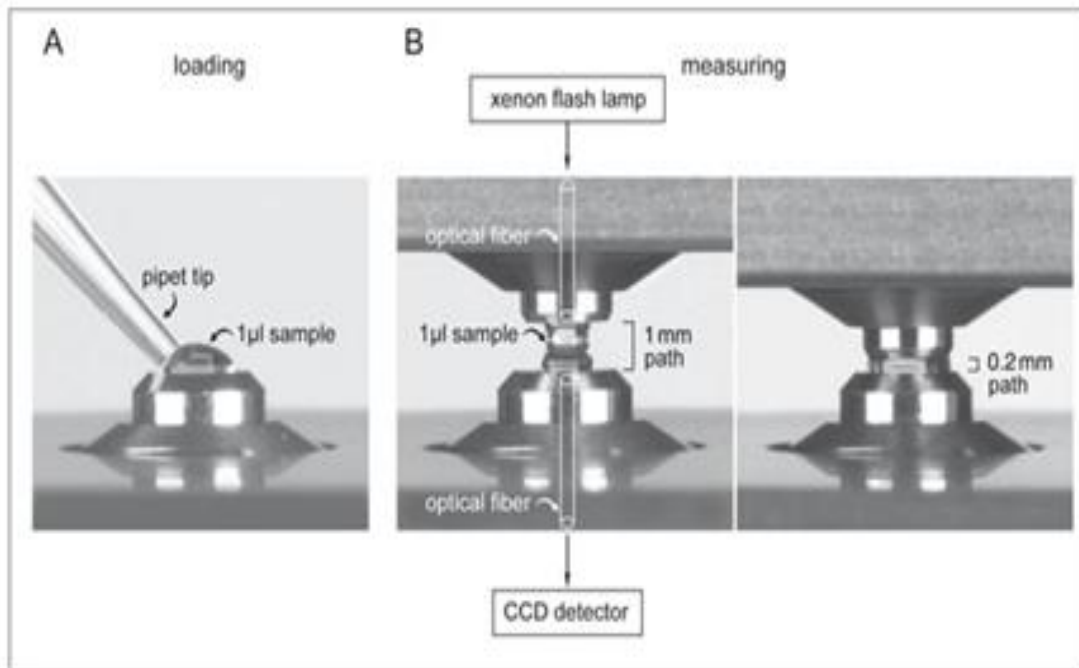 A
loading
pipet tip
1µl sample
B
measuring
xenon flash lamp
optical fiber
1µl sample
1 mm
path
optical fiber
CCD detector
0.2 mm
path